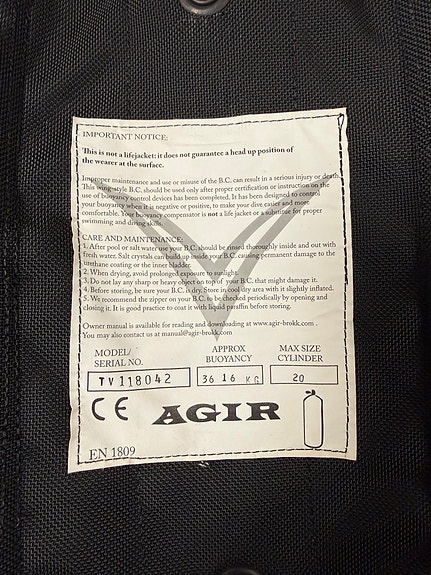 IMPORTANT NOTICE:
This is not a lifejacket: it does not guarantee a head up position of
the wearer at the surface.
Improper maintenance and use or misuse of the B.C. can result in a serious injury or death.
This wing-style B.C. should be used only after proper certification or instruction on the
use of buoyancy control devices has been completed. It has been designed to control
your buoyancy when it is negative or positive, to make your dive easier and more
comfortable. Your buoyancy compensator is not a life jacket or a substitute for proper
swimming and diving skills.
CARE AND MAINTENANCE:
1. After pool or salt water use your B.C. should be rinsed thoroughly inside and out with
fresh water. Salt crystals can build up inside your B.C. causing permanent damage to the
urethane coating or the inner bladder.
2. When drying, avoid prolonged exposure to sunlight.
3. Do not lay any sharp or heavy object on top of your B.C. that might damage it.
4. Before storing, be sure your B.C. is dry. Store in cool dry area with it slightly inflated.
5. We recommend the zipper on your B.C. to be checked periodically by opening and
closing it. It is good practice to coat it with liquid paraffin before storing.
Owner manual is available for reading and downloading at www.agir-brokk.com .
You may also contact us at manual@agir-brokk.com
MODEL/ SERIAL NO. APPROX BUOYANCY MAX SIZE CYLINDER
TV118042 36 16 KG 20
CE AGIR
EN 1809